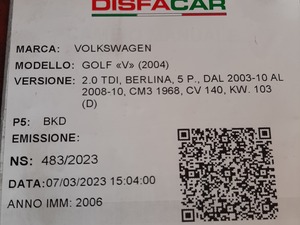 DISFACAR
MARCA: VOLKSWAGEN
MODELLO: GOLF «V» (2004)
VERSIONE: 2.0 TDI, BERLINA, 5 P., DAL 2003-10 AL
2008-10, CM3 1968, CV 140, KW. 103
(D)
P5: BKD
EMISSIONE:
NS: 483/2023
DATA:07/03/2023 15:04:00
ANNO IMM: 2006